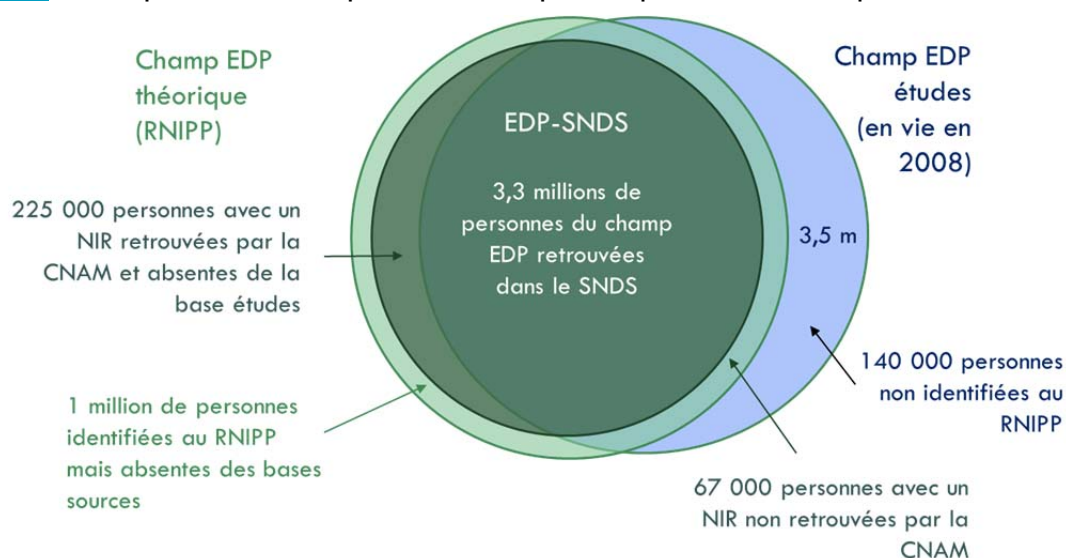 Champ EDP
théorique
(RNIPP)
EDP-SNDS
3,3 millions de
personnes du champ
EDP retrouvées
dans le SNDS
Champ EDP
études
(en vie en
2008)
3,5 m
225 000 personnes avec un
NIR retrouvées par la
CNAM et absentes de la
base études
1 million de personnes
identifiées au RNIPP
mais absentes des bases
sources
140 000 personnes
non identifiées au
RNIPP
67 000 personnes avec un
NIR non retrouvées par la
CNAM